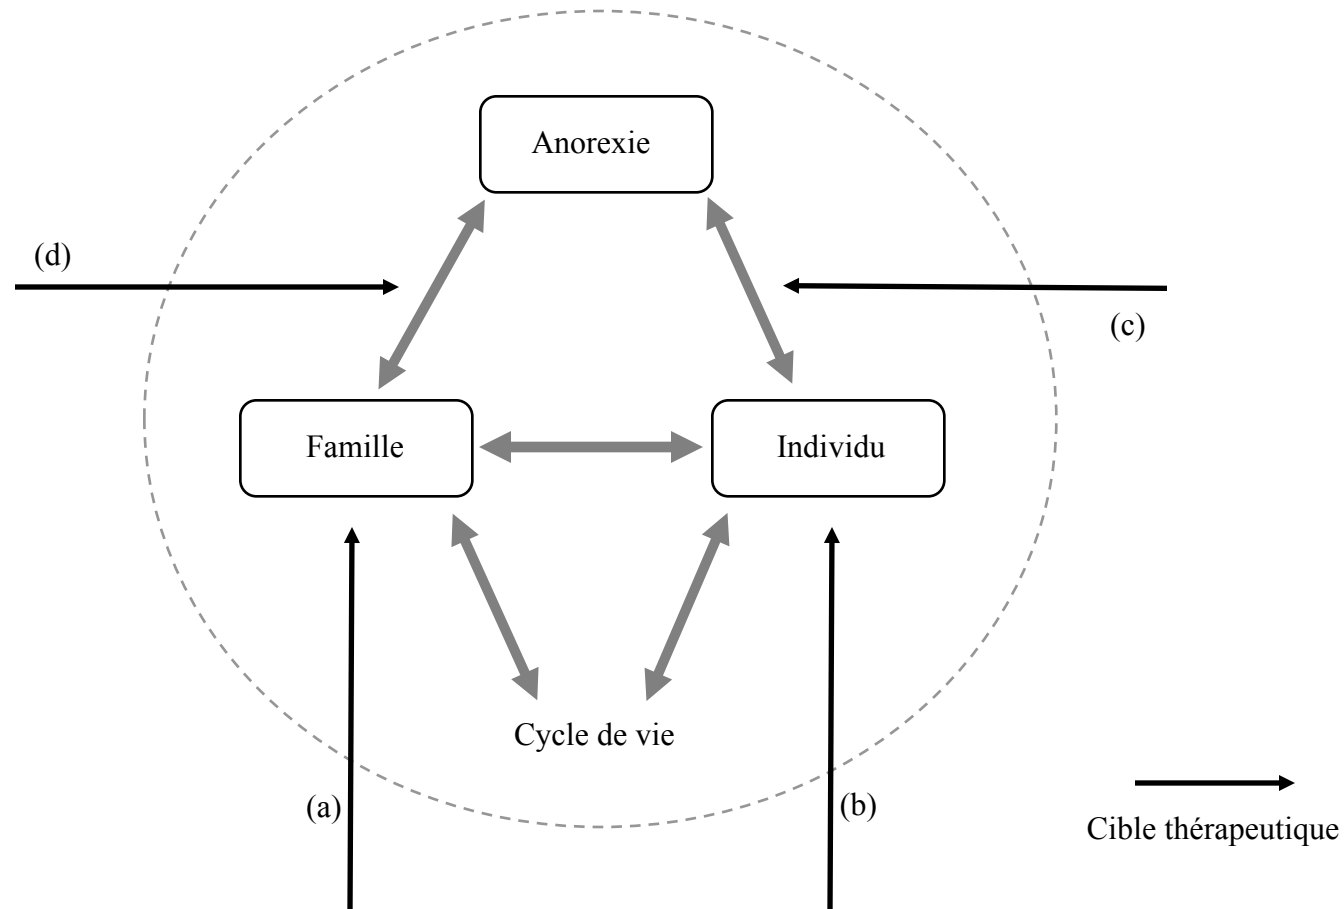 Anorexie
(d)
(c)
Famille
Individu
Cycle de vie
(a)
(b)
Cible thérapeutique